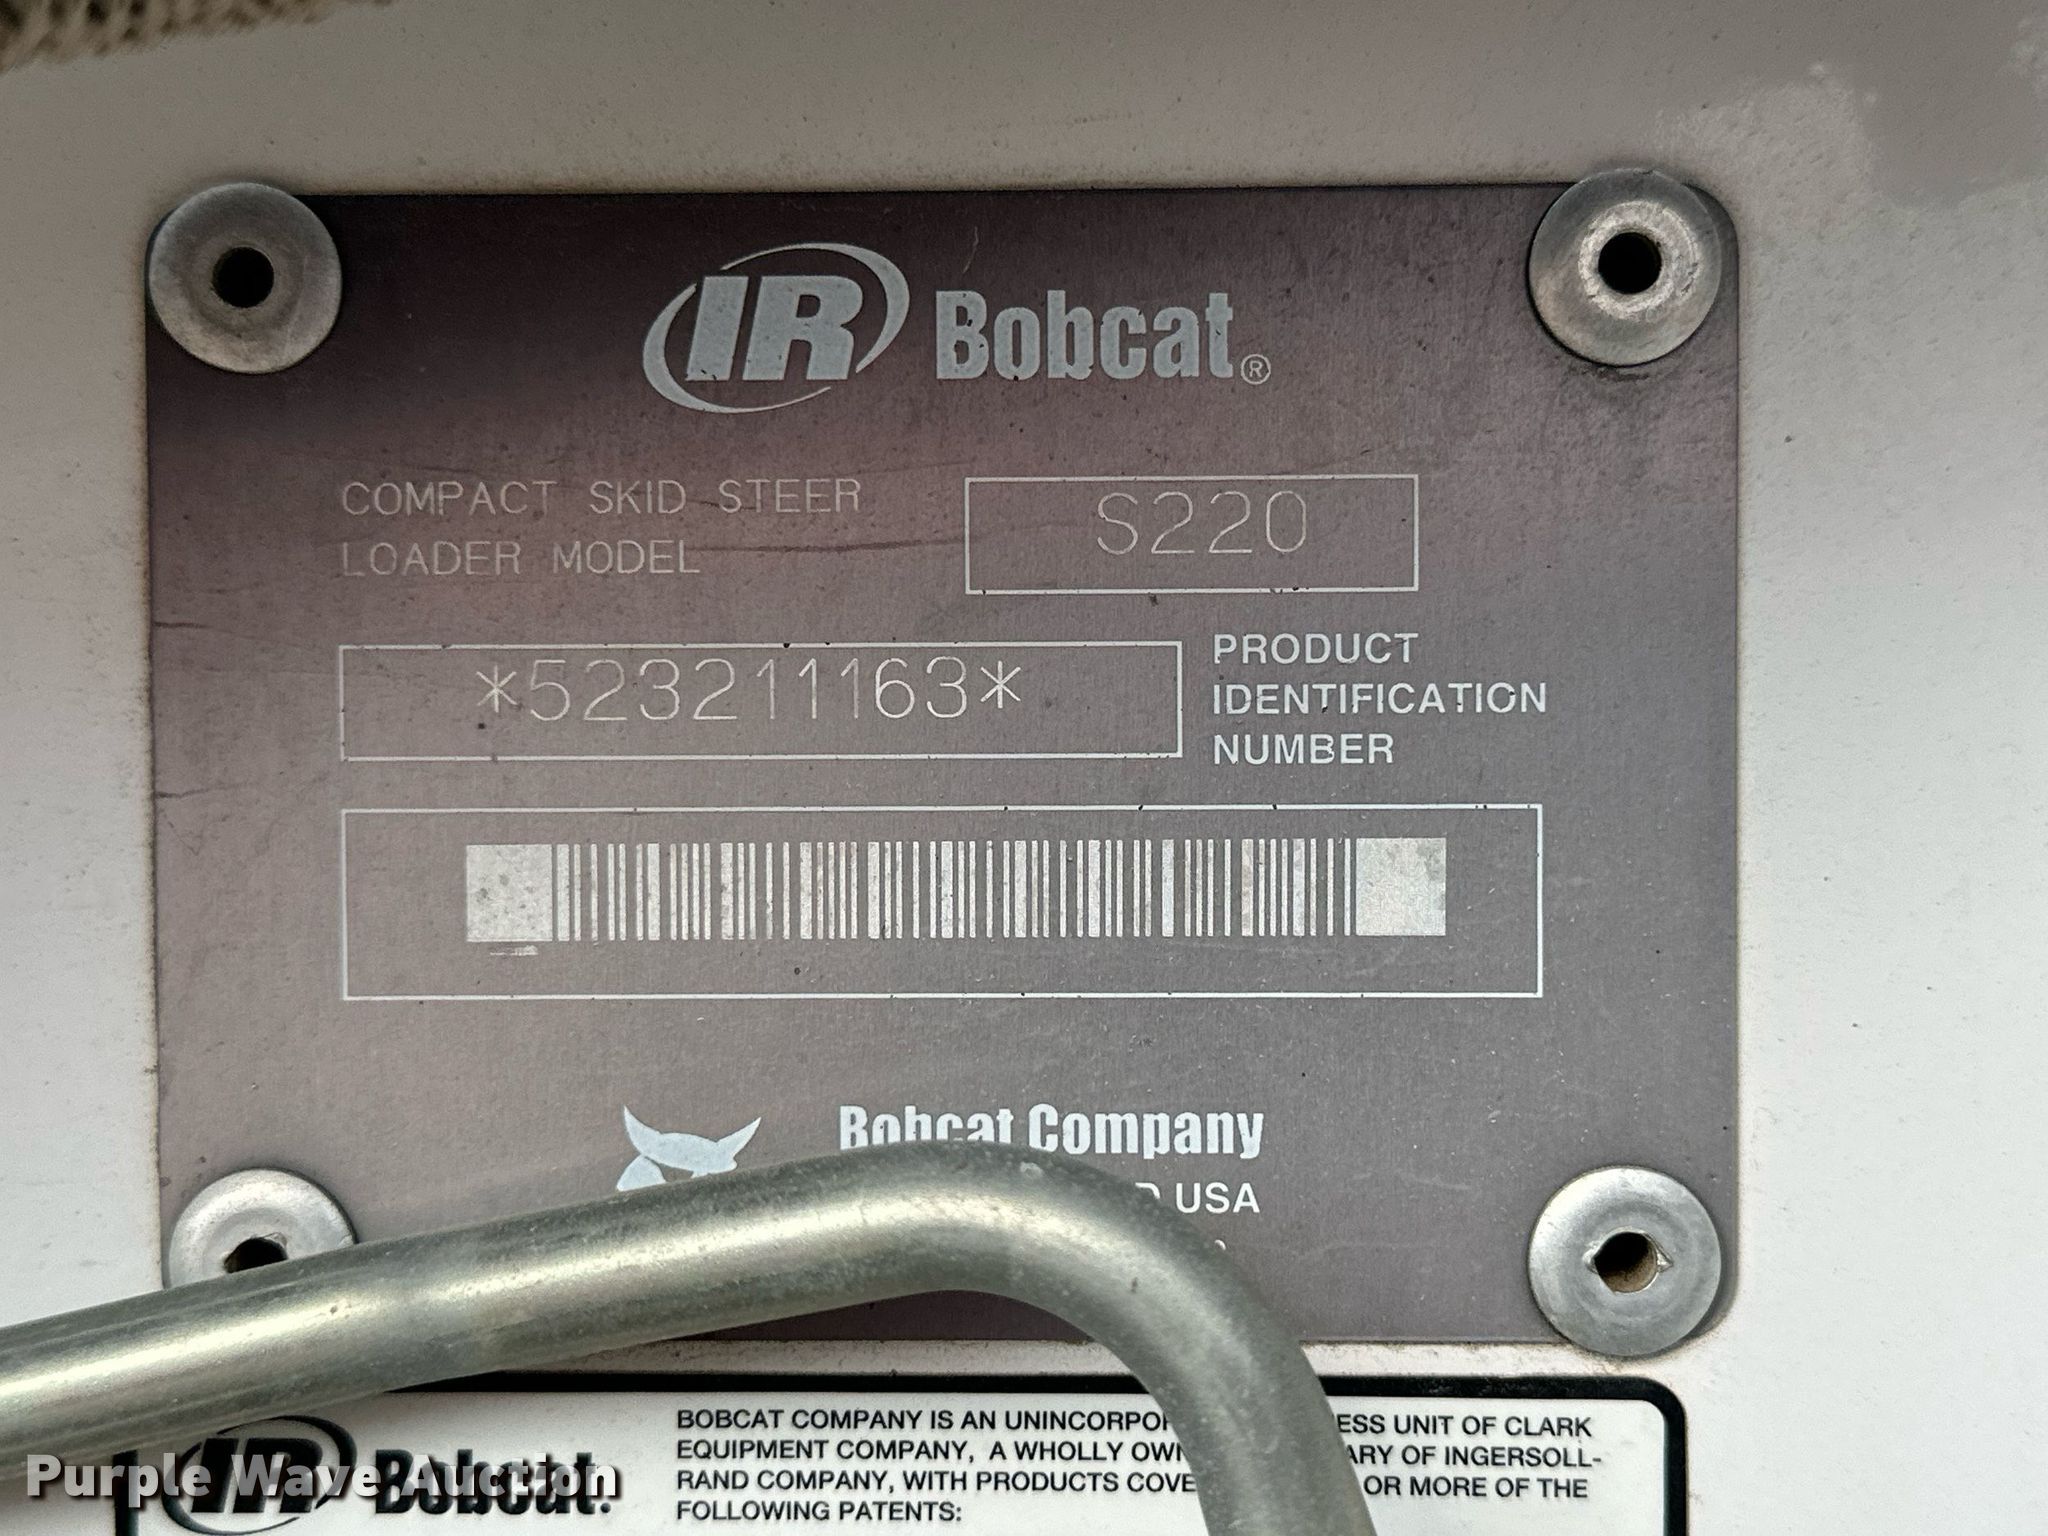 IR Bobcat®
COMPACT SKID STEER
LOADER MODEL
S220
*523211163*
PRODUCT
IDENTIFICATION
NUMBER
Bobcat Company
USA
IR Bobcat.
BOBCAT COMPANY IS AN UNINCORPO ESS UNIT OF CLARK
EQUIPMENT COMPANY, A WHOLLY OWN ARY OF INGERSOLL-
RAND COMPANY, WITH PRODUCTS COVE OR MORE OF THE
FOLLOWING PATENTS:
Purple Wave Auction